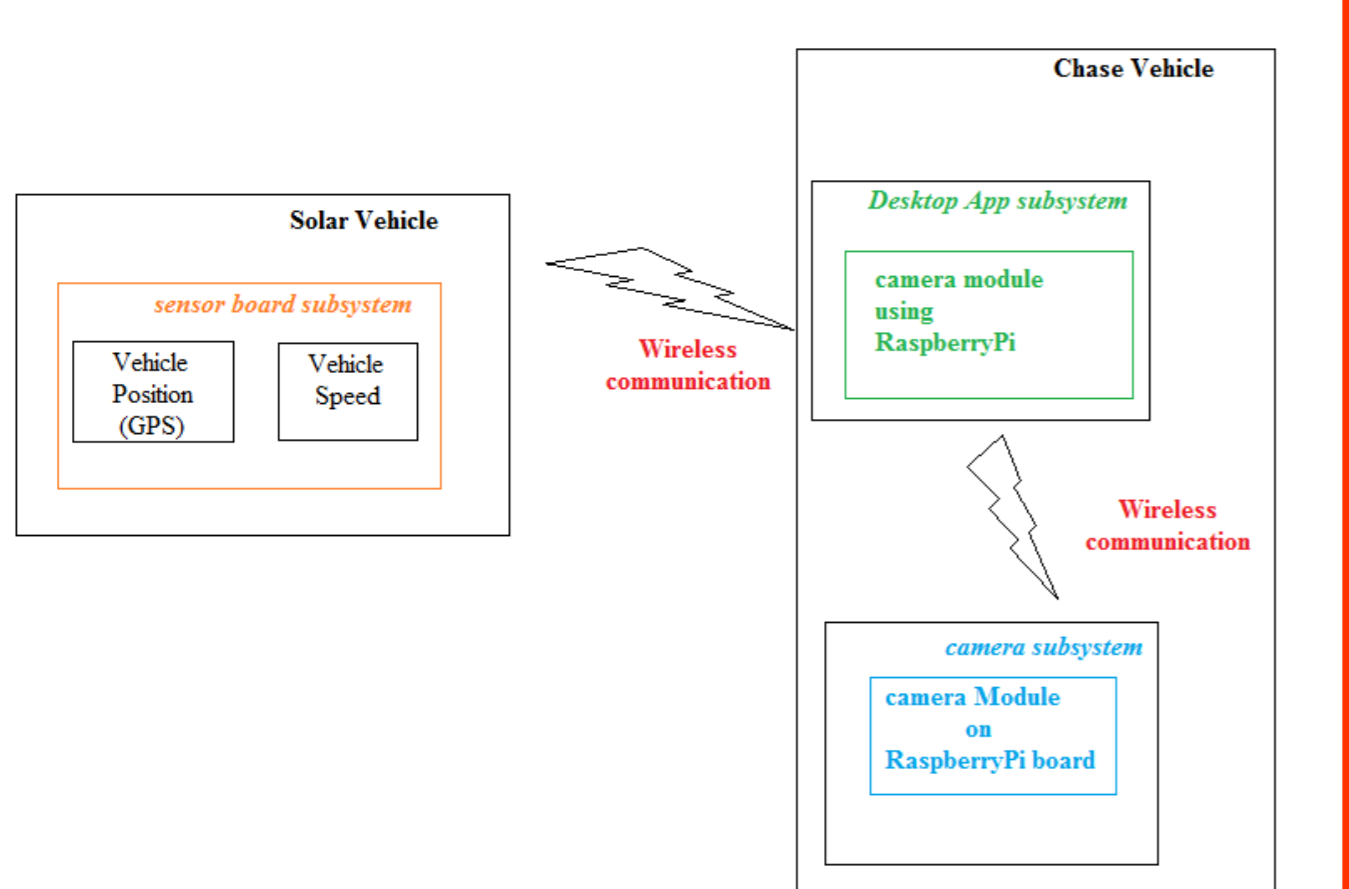 Chase Vehicle
Solar Vehicle
sensor board subsystem
Vehicle
Position
(GPS)
Vehicle
Speed
Wireless
communication
Desktop App subsystem
camera module
using
RaspberryPi
Wireless
communication
camera subsystem
camera Module
on
RaspberryPi board